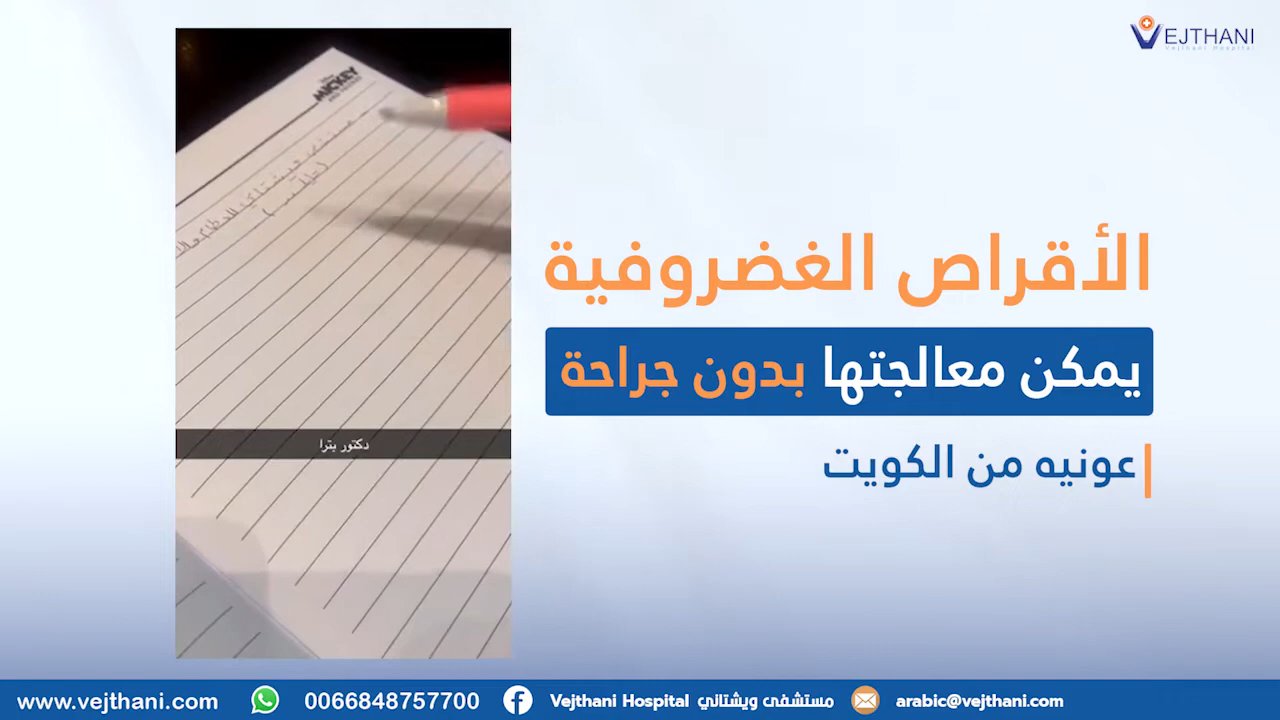 VEJTHANI
Vejthani Hospital
MICKEY
دكتور بترا
الأقراص الغضروفية
يمكن معالجتها بدون جراحة
عونيه من الكويت
www.vejthani.com
0066848757700
Vejthani Hospital مستشفى ويشتاني
arabic@vejthani.com